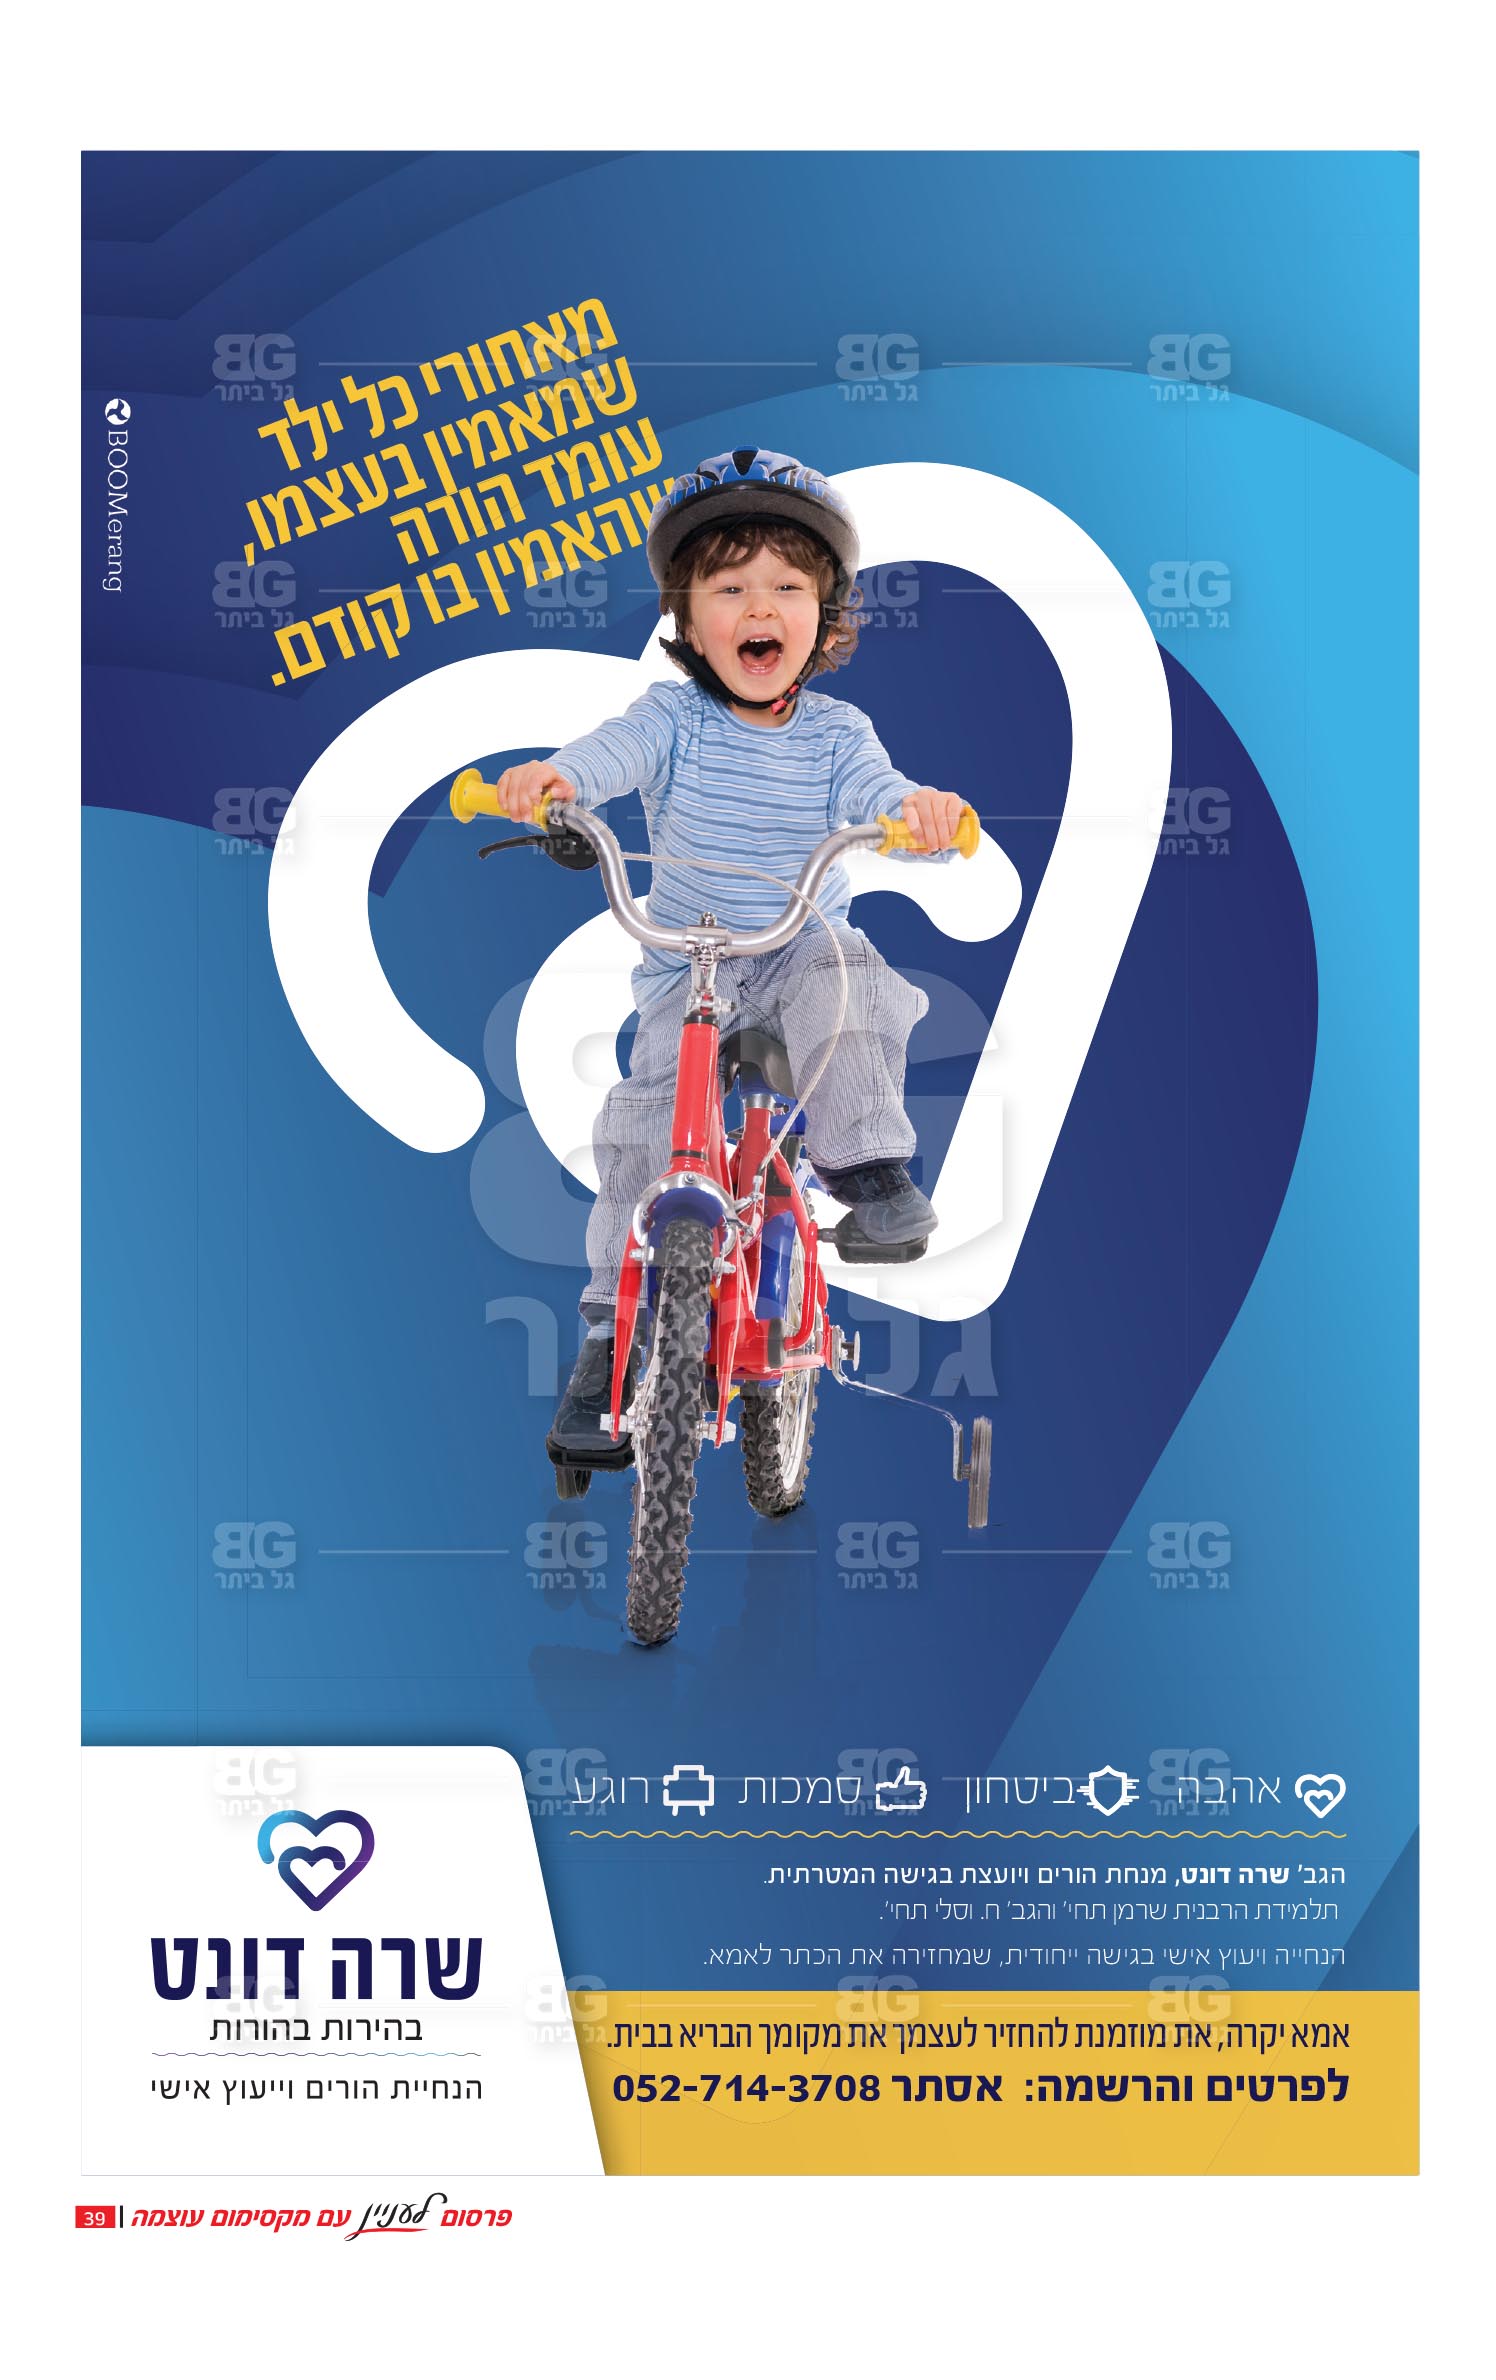 מאחורי כל ילד
שמאמין בעצמו,
עומד הורה
שהאמין בו קודם.
BOOMerang
אהבה ביטחון סמכות רוגע
הגב' שרה דונט, מנחת הורים ויועצת בגישה המטרתית.
תלמידת הרבנית שרמן תחי' והגב' ח. וסלי תחי'.
הנחייה ויעוץ אישי בגישה ייחודית, שמחזירה את הכתר לאמא.
אמא יקרה, את מוזמנת להחזיר לעצמך את מקומך הבריא בבית.
לפרטים והרשמה: אסתר 052-714-3708
שרה דונט
בהירות בהורות
הנחיית הורים וייעוץ אישי
פרסום לעניין עם מקסימום עוצמה | 39
BG
גל ביתר